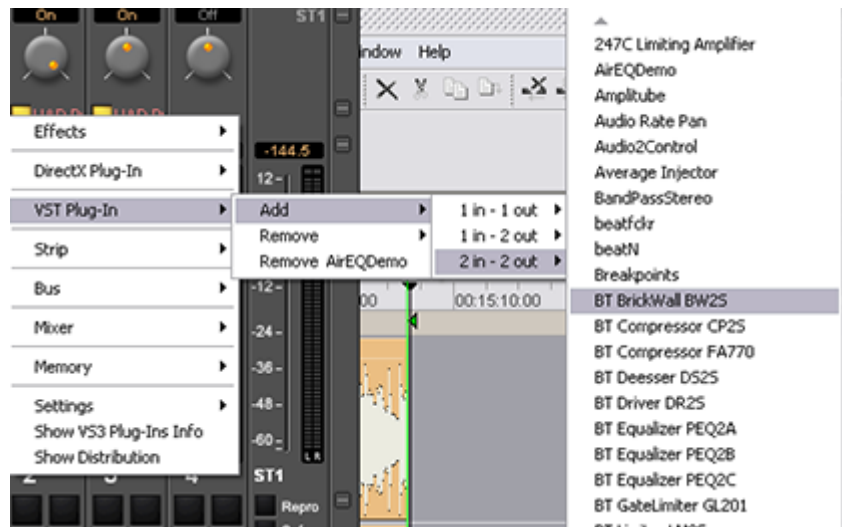 On On Off ST1
Window Help
Effects
DirectX Plug-In
VST Plug-In
Strip
Bus
Mixer
Memory
Settings
Show VS3 Plug-Ins Info
Show Distribution
-144.5
12-
Add
Remove
Remove AirEQDemo
1 in - 1 out
1 in - 2 out
2 in - 2 out
-12-
-24-
-36-
-48-
-60-
L R
ST1
Repro
00 00:15:10:00
247C Limiting Amplifier
AirEQDemo
Amplitube
Audio Rate Pan
Audio2Control
Average Injector
BandPassStereo
beatfckr
beatN
Breakpoints
BT BrickWall BW2S
BT Compressor CP2S
BT Compressor FA770
BT Deesser DS2S
BT Driver DR2S
BT Equalizer PEQ2A
BT Equalizer PEQ2B
BT Equalizer PEQ2C
BT GateLimiter GL201